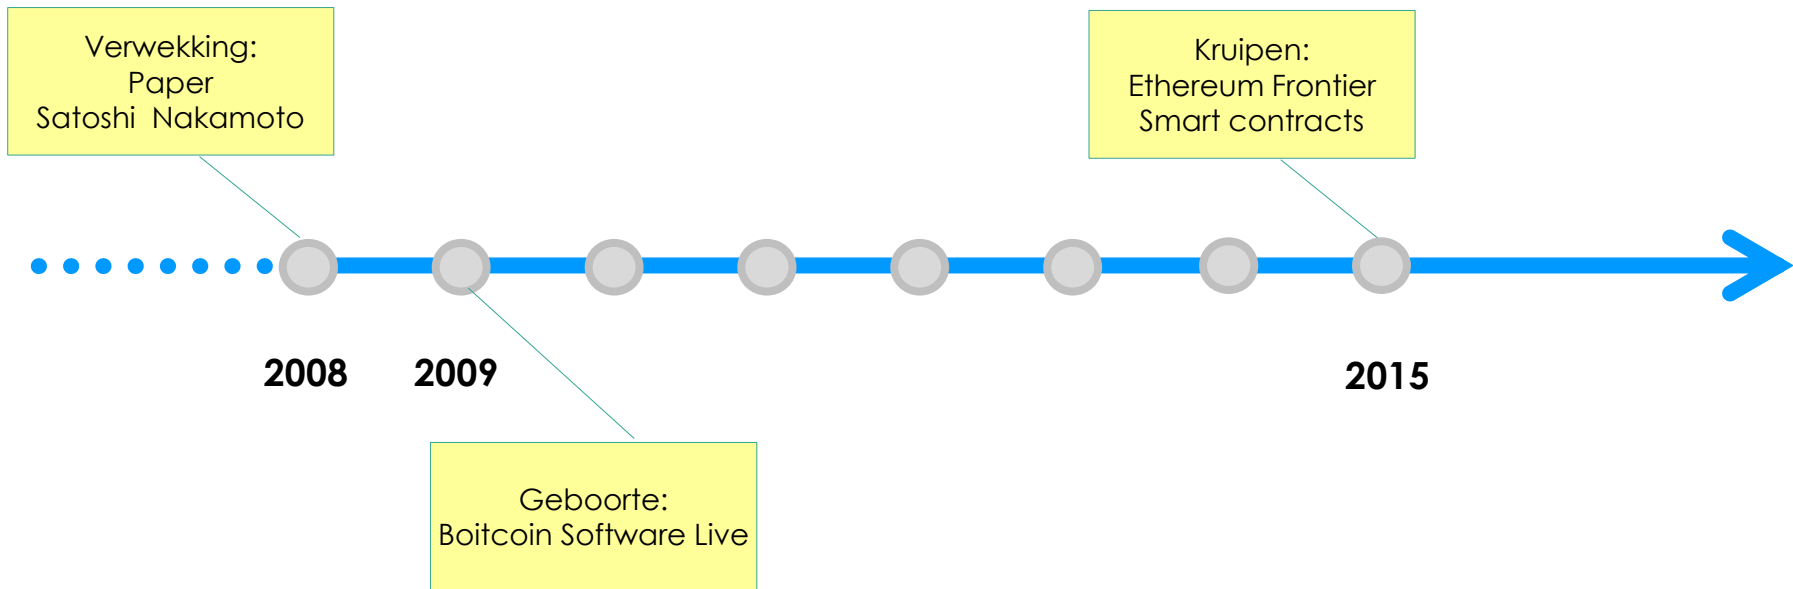 Verwekking:
Paper
Satoshi Nakamoto
Kruipen:
Ethereum Frontier
Smart contracts
2008
2009
2015
Geboorte:
Boitcoin Software Live